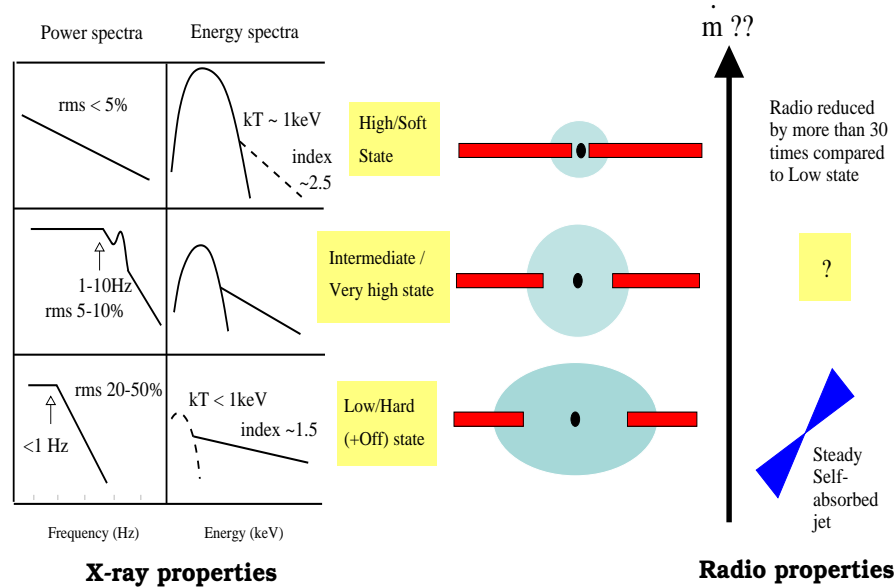 Power spectra
Energy spectra
ṁ ??
rms < 5%
kT ~ 1keV
index
~2.5
High/Soft
State
Radio reduced
by more than 30
times compared
to Low state
1-10Hz
rms 5-10%
Intermediate /
Very high state
?
rms 20-50%
<1 Hz
kT < 1keV
index ~1.5
Low/Hard
(+Off) state
Steady
Self-
absorbed
jet
Frequency (Hz)
Energy (keV)
X-ray properties
Radio properties